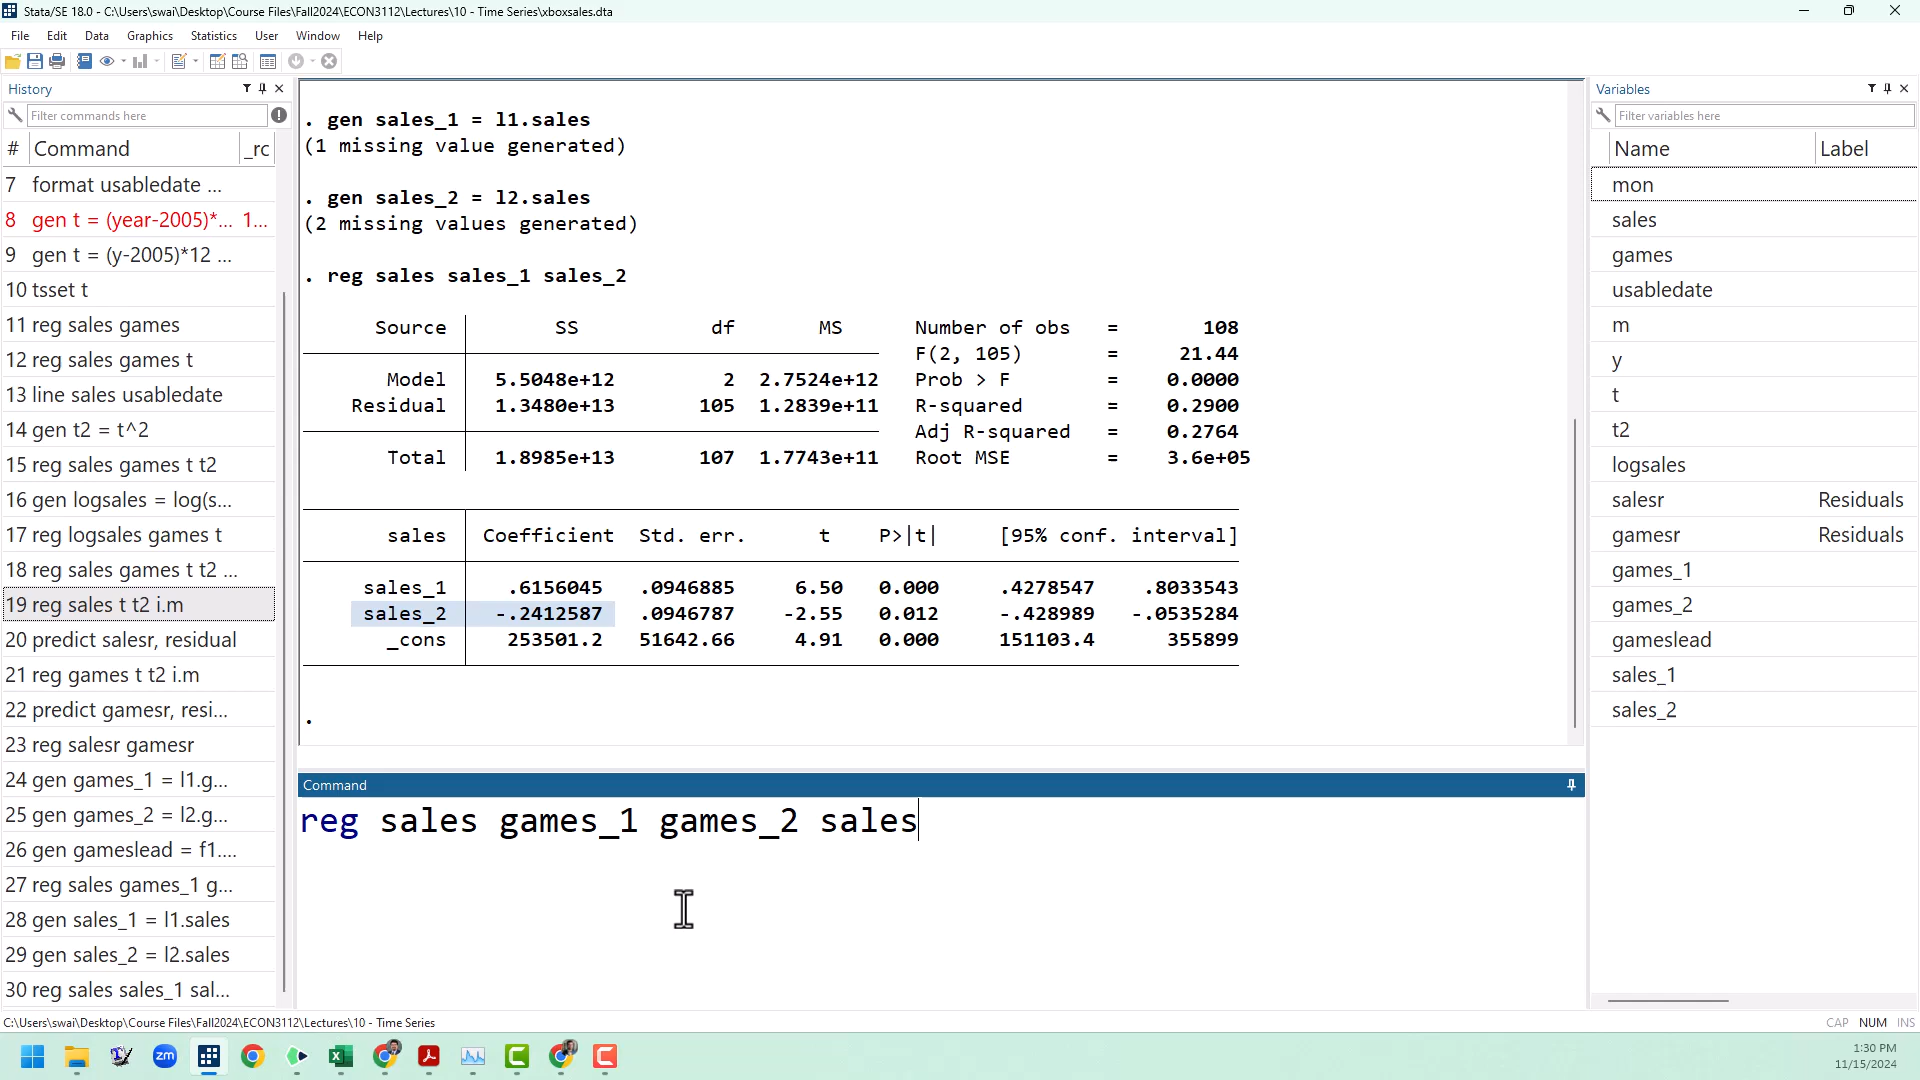 Stata/SE 18.0 - C:\Users\swai\Desktop\Course Files\Fall2024\ECON3112\Lectures\10 - Time Series\xboxsales.dta
File Edit Data Graphics Statistics User Window Help
History
Filter commands here
# Command _rc
7 format usabledate ...
8 gen t = (year-2005)*... 1...
9 gen t = (y-2005)*12 ...
10 tsset t
11 reg sales games
12 reg sales games t
13 line sales usabledate
14 gen t2 = t^2
15 reg sales games t t2
16 gen logsales = log(s...
17 reg logsales games t
18 reg sales games t t2 ...
19 reg sales t t2 i.m
20 predict salesr, residual
21 reg games t t2 i.m
22 predict gamesr, resi...
23 reg salesr gamesr
24 gen games_1 = l1.g...
25 gen games_2 = l2.g...
26 gen gameslead = f1....
27 reg sales games_1 g...
28 gen sales_1 = l1.sales
29 gen sales_2 = l2.sales
30 reg sales sales_1 sal...
. gen sales_1 = l1.sales
(1 missing value generated)
. gen sales_2 = l2.sales
(2 missing values generated)
. reg sales sales_1 sales_2
Source SS df MS Number of obs = 108
F(2, 105) = 21.44
Model 5.5048e+12 2 2.7524e+12 Prob > F = 0.0000
Residual 1.3480e+13 105 1.2839e+11 R-squared = 0.2900
Adj R-squared = 0.2764
Total 1.8985e+13 107 1.7743e+11 Root MSE = 3.6e+05
sales Coefficient Std. err. t P>|t| [95% conf. interval]
sales_1 .6156045 .0946885 6.50 0.000 .4278547 .8033543
sales_2 -.2412587 .0946787 -2.55 0.012 -.428989 -.0535284
_cons 253501.2 51642.66 4.91 0.000 151103.4 355899
.
Command
reg sales games_1 games_2 sales
Variables
Filter variables here
Name Label
mon
sales
games
usabledate
m
y
t
t2
logsales
salesr Residuals
gamesr Residuals
games_1
games_2
gameslead
sales_1
sales_2
C:\Users\swai\Desktop\Course Files\Fall2024\ECON3112\Lectures\10 - Time Series
CAP NUM INS
zm
1:30 PM
11/15/2024